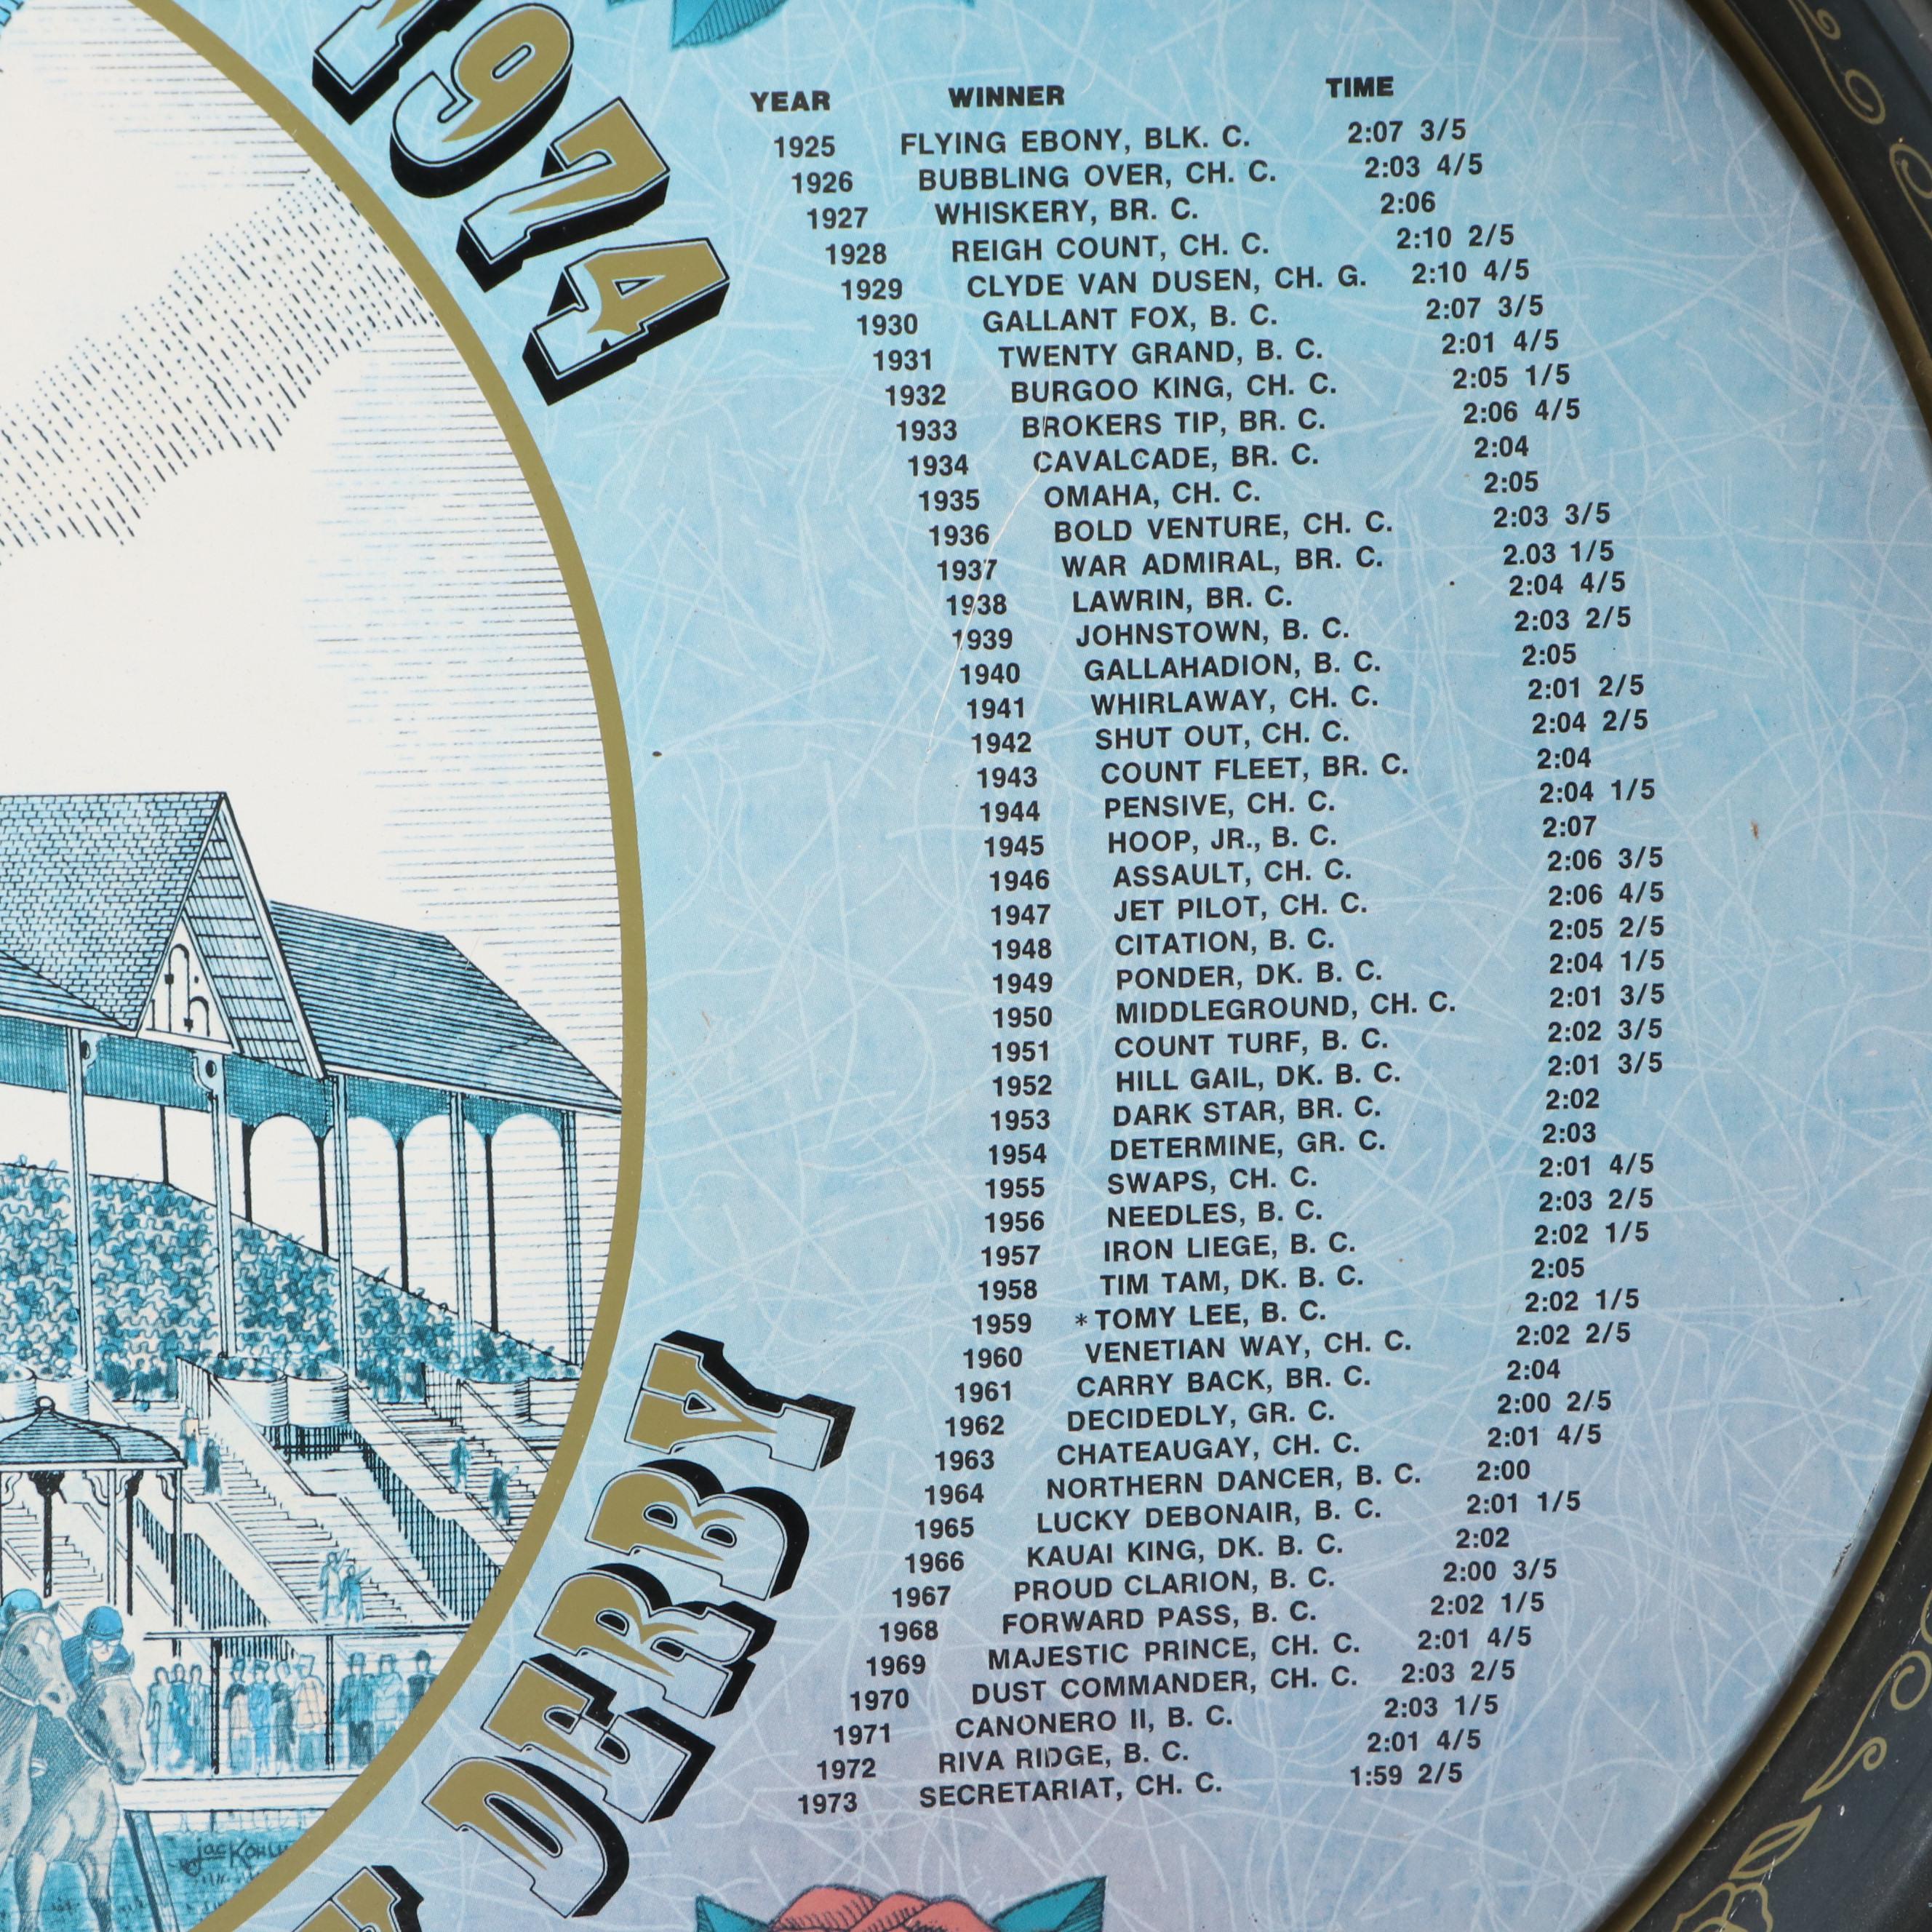 1974
YEAR WINNER TIME
1925 FLYING EBONY, BLK. C. 2:07 3/5
1926 BUBBLING OVER, CH. C. 2:03 4/5
1927 WHISKERY, BR. C. 2:06
1928 REIGH COUNT, CH. C. 2:10 2/5
1929 CLYDE VAN DUSEN, CH. G. 2:10 4/5
1930 GALLANT FOX, B. C. 2:07 3/5
1931 TWENTY GRAND, B. C. 2:01 4/5
1932 BURGOO KING, CH. C. 2:05 1/5
1933 BROKERS TIP, BR. C. 2:06 4/5
1934 CAVALCADE, BR. C. 2:04
1935 OMAHA, CH. C. 2:05
1936 BOLD VENTURE, CH. C. 2:03 3/5
1937 WAR ADMIRAL, BR. C. 2.03 1/5
1938 LAWRIN, BR. C. 2:04 4/5
1939 JOHNSTOWN, B. C. 2:03 2/5
1940 GALLAHADION, B. C. 2:05
1941 WHIRLAWAY, CH. C. 2:01 2/5
1942 SHUT OUT, CH. C. 2:04 2/5
1943 COUNT FLEET, BR. C. 2:04
1944 PENSIVE, CH. C. 2:04 1/5
1945 HOOP, JR., B. C. 2:07
1946 ASSAULT, CH. C. 2:06 3/5
1947 JET PILOT, CH. C. 2:06 4/5
1948 CITATION, B. C. 2:05 2/5
1949 PONDER, DK. B. C. 2:04 1/5
1950 MIDDLEGROUND, CH. C. 2:01 3/5
1951 COUNT TURF, B. C. 2:02 3/5
1952 HILL GAIL, DK. B. C. 2:01 3/5
1953 DARK STAR, BR. C. 2:02
1954 DETERMINE, GR. C. 2:03
1955 SWAPS, CH. C. 2:01 4/5
1956 NEEDLES, B. C. 2:03 2/5
1957 IRON LIEGE, B. C. 2:02 1/5
1958 TIM TAM, DK. B. C. 2:05
1959 *TOMY LEE, B. C. 2:02 1/5
1960 VENETIAN WAY, CH. C. 2:02 2/5
1961 CARRY BACK, BR. C. 2:04
1962 DECIDEDLY, GR. C. 2:00 2/5
1963 CHATEAUGAY, CH. C. 2:01 4/5
1964 NORTHERN DANCER, B. C. 2:00
1965 LUCKY DEBONAIR, B. C. 2:01 1/5
1966 KAUAI KING, DK. B. C. 2:02
1967 PROUD CLARION, B. C. 2:00 3/5
1968 FORWARD PASS, B. C. 2:02 1/5
1969 MAJESTIC PRINCE, CH. C. 2:01 4/5
1970 DUST COMMANDER, CH. C. 2:03 2/5
1971 CANONERO II, B. C. 2:03 1/5
1972 RIVA RIDGE, B. C. 2:01 4/5
1973 SECRETARIAT, CH. C. 1:59 2/5
DERBY